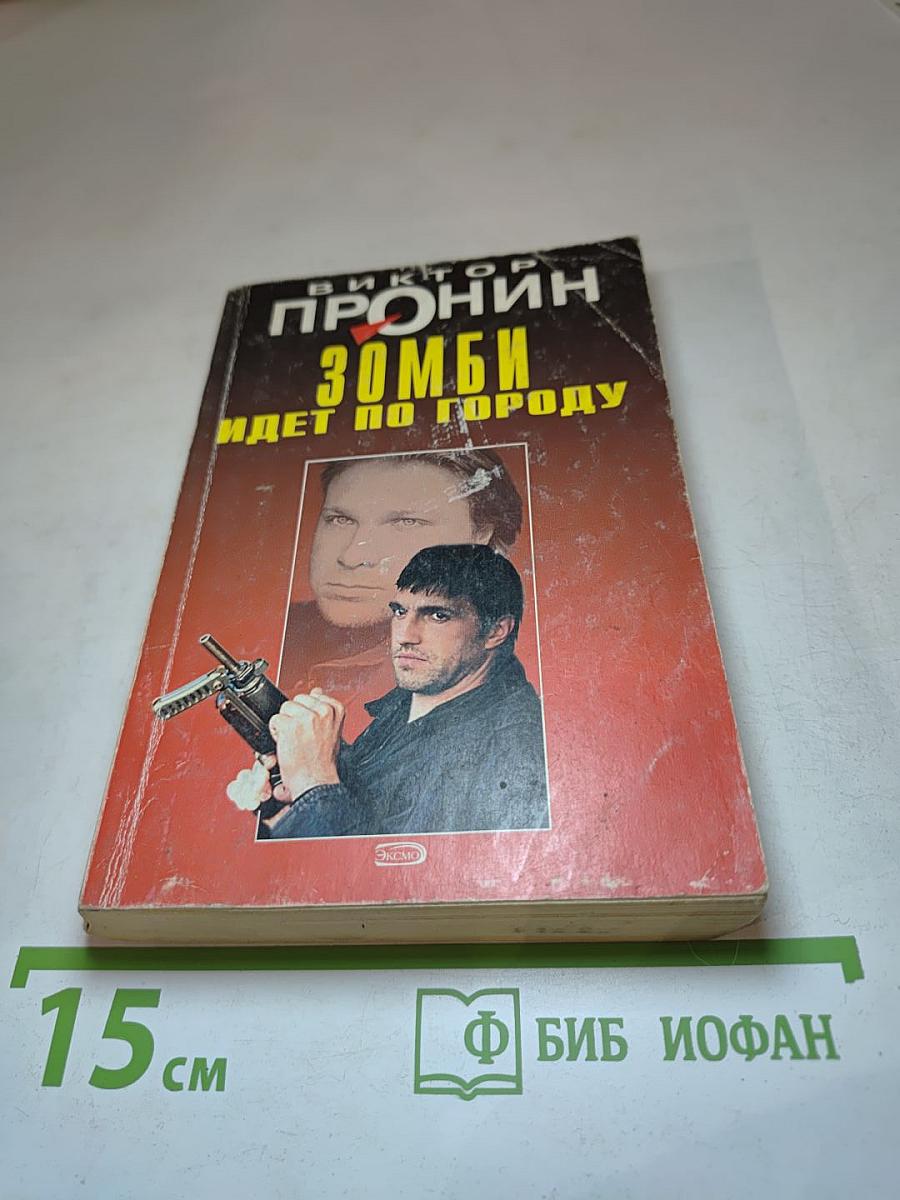 ВИКТОР
ПРОНИН
ЗОМБИ
ИДЕТ ПО ГОРОДУ
ЭКСМО
15 см
Ф БИБ ИОФАН